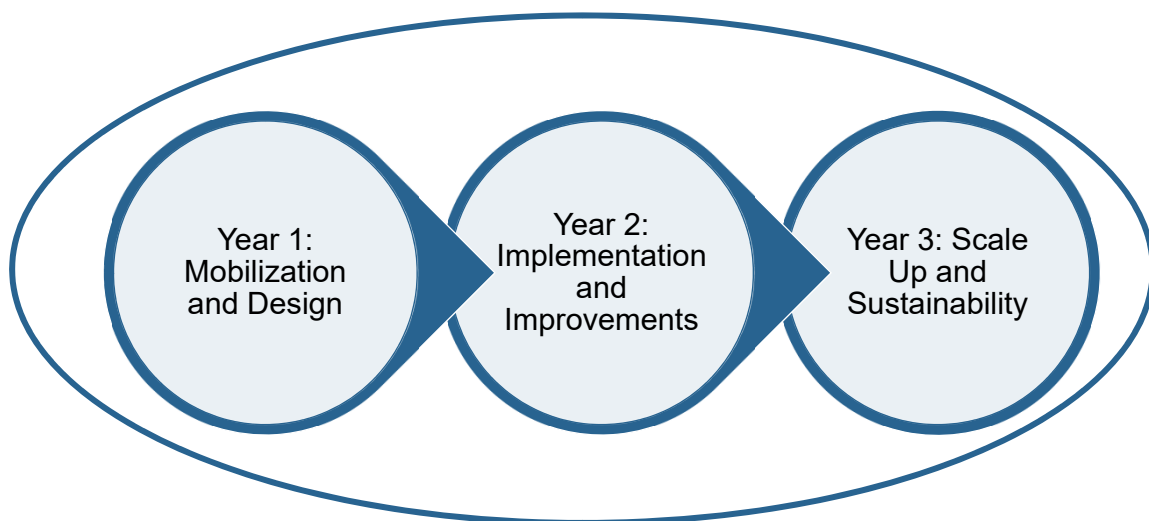 Year 1:
Mobilization
and Design
Year 2:
Implementation
and
Improvements
Year 3: Scale
Up and
Sustainability